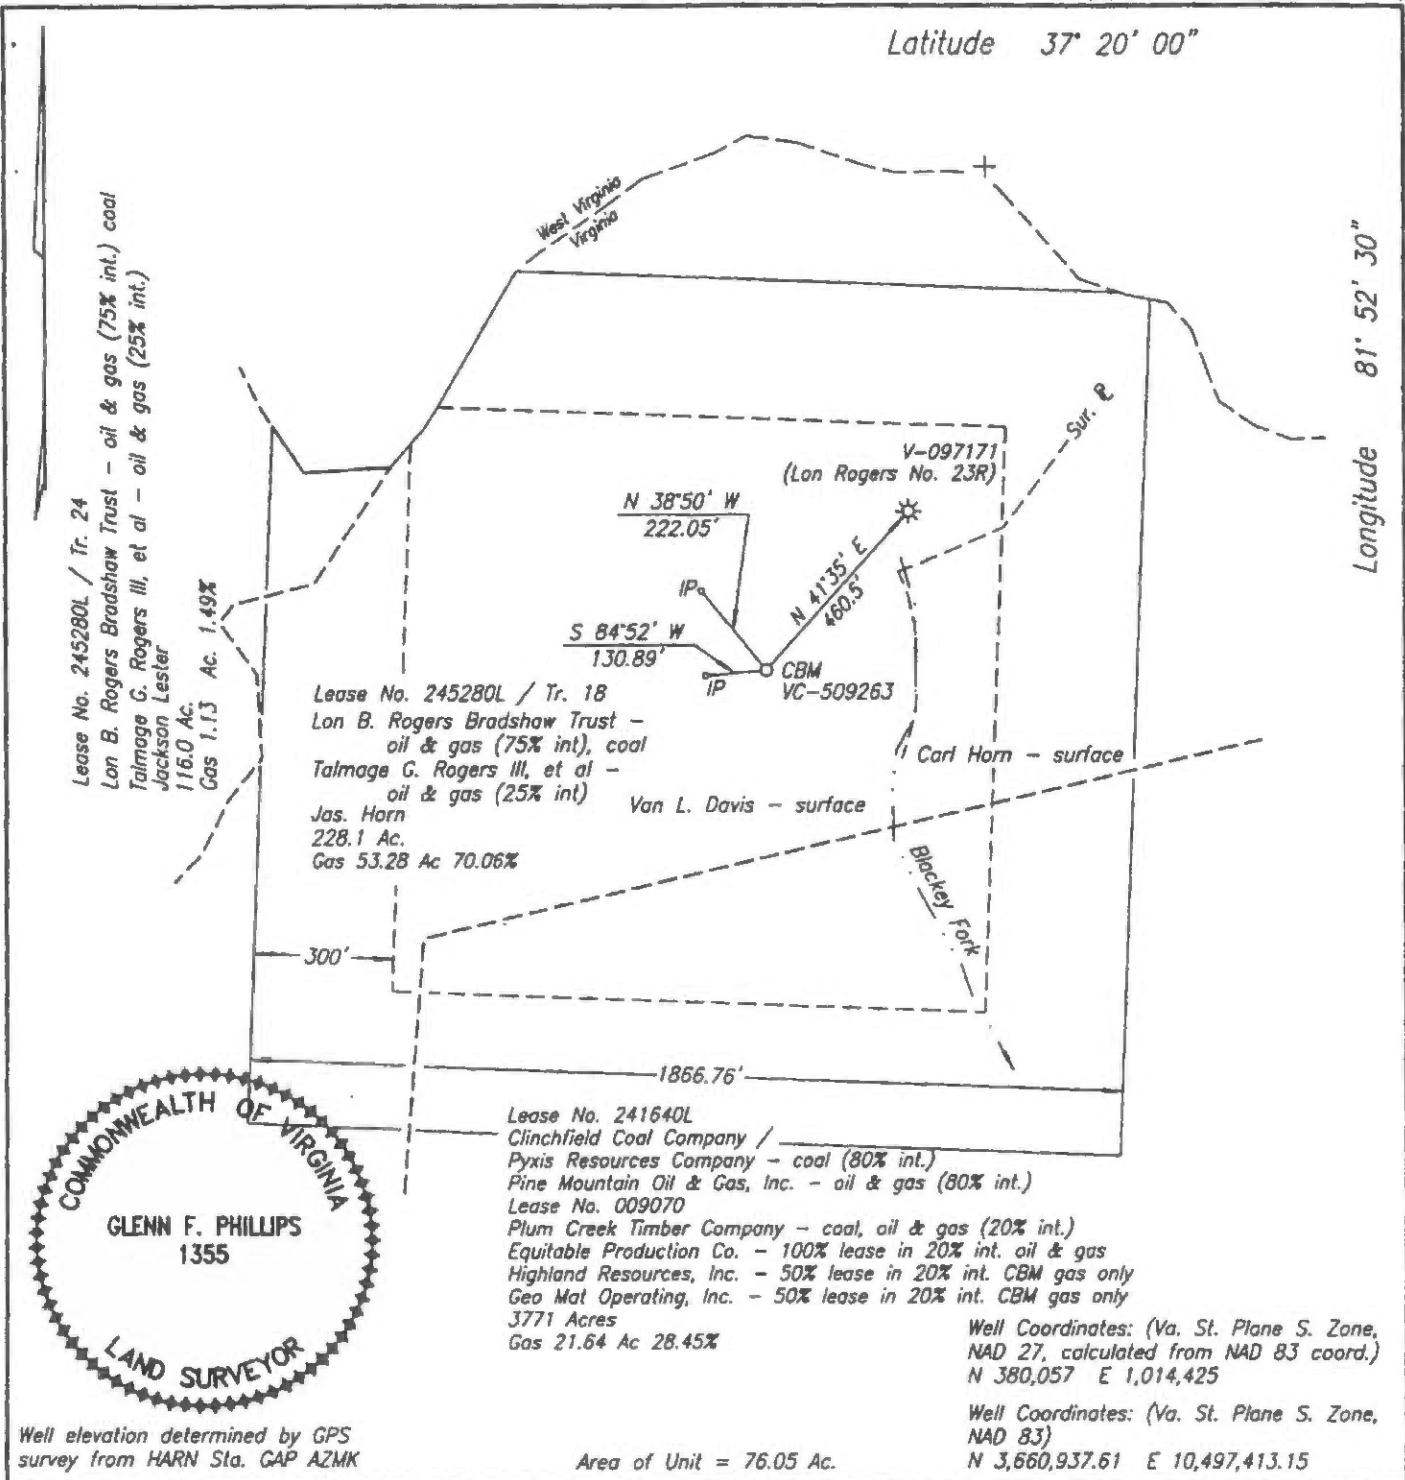 Latitude 37° 20' 00"
Longitude 81° 52' 30"
West Virginia
Virginia
Lease No. 245280L / Tr. 24
Lon B. Rogers Bradshaw Trust - oil & gas (75% int.) coal
Talmage G. Rogers III, et al - oil & gas (25% int.)
Jackson Lester
116.0 Ac.
Gas 1.13 Ac. 1.49%
Sur. ⅊
V-097171
(Lon Rogers No. 23R)
N 38°50' W
222.05'
N 41°35' E
460.5'
IP
S 84°52' W
130.89'
IP
CBM
VC-509263
Lease No. 245280L / Tr. 18
Lon B. Rogers Bradshaw Trust -
oil & gas (75% int), coal
Talmage G. Rogers III, et al -
oil & gas (25% int)
Jas. Horn
228.1 Ac.
Gas 53.28 Ac 70.06%
Carl Horn - surface
Van L. Davis - surface
Blackey Fork
300'
1866.76'
COMMONWEALTH OF VIRGINIA
GLENN F. PHILLIPS
1355
LAND SURVEYOR
Lease No. 241640L
Clinchfield Coal Company /
Pyxis Resources Company - coal (80% int.)
Pine Mountain Oil & Gas, Inc. - oil & gas (80% int.)
Lease No. 009070
Plum Creek Timber Company - coal, oil & gas (20% int.)
Equitable Production Co. - 100% lease in 20% int. oil & gas
Highland Resources, Inc. - 50% lease in 20% int. CBM gas only
Geo Mat Operating, Inc. - 50% lease in 20% int. CBM gas only
3771 Acres
Gas 21.64 Ac 28.45%
Well Coordinates: (Va. St. Plane S. Zone,
NAD 27, calculated from NAD 83 coord.)
N 380,057 E 1,014,425
Well Coordinates: (Va. St. Plane S. Zone,
NAD 83)
N 3,660,937.61 E 10,497,413.15
Well elevation determined by GPS
survey from HARN Sta. GAP AZMK
Area of Unit = 76.05 Ac.